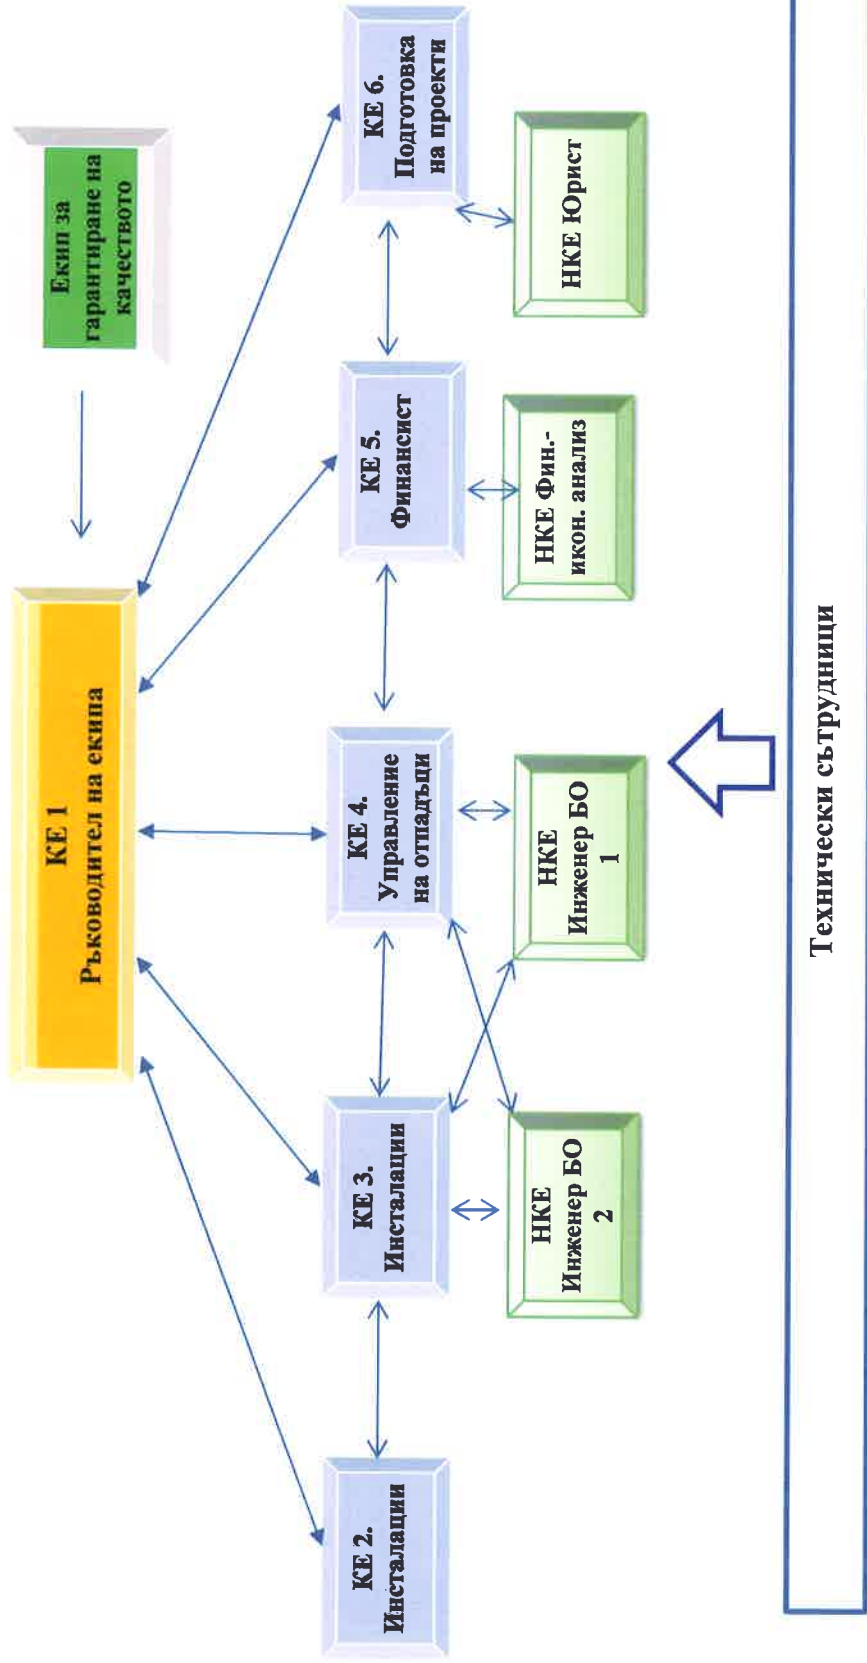 Екип за
гарантиране на
качеството
КЕ 1
Ръководител на екипа
КЕ 2.
Инсталации
КЕ 3.
Инсталации
КЕ 4.
Управление
на отпадъци
КЕ 5.
Финансист
КЕ 6.
Подготовка
на проекти
НКЕ
Инженер БО
2
НКЕ
Инженер БО
1
НКЕ Фин.-
икон. анализ
НКЕ Юрист
Технически сътрудници